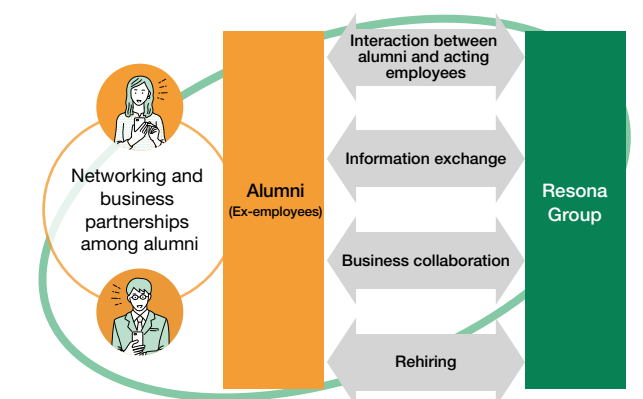 Networking and
business
partnerships
among alumni
Alumni
(Ex-employees)
Interaction between
alumni and acting
employees
Information exchange
Business collaboration
Rehiring
Resona
Group